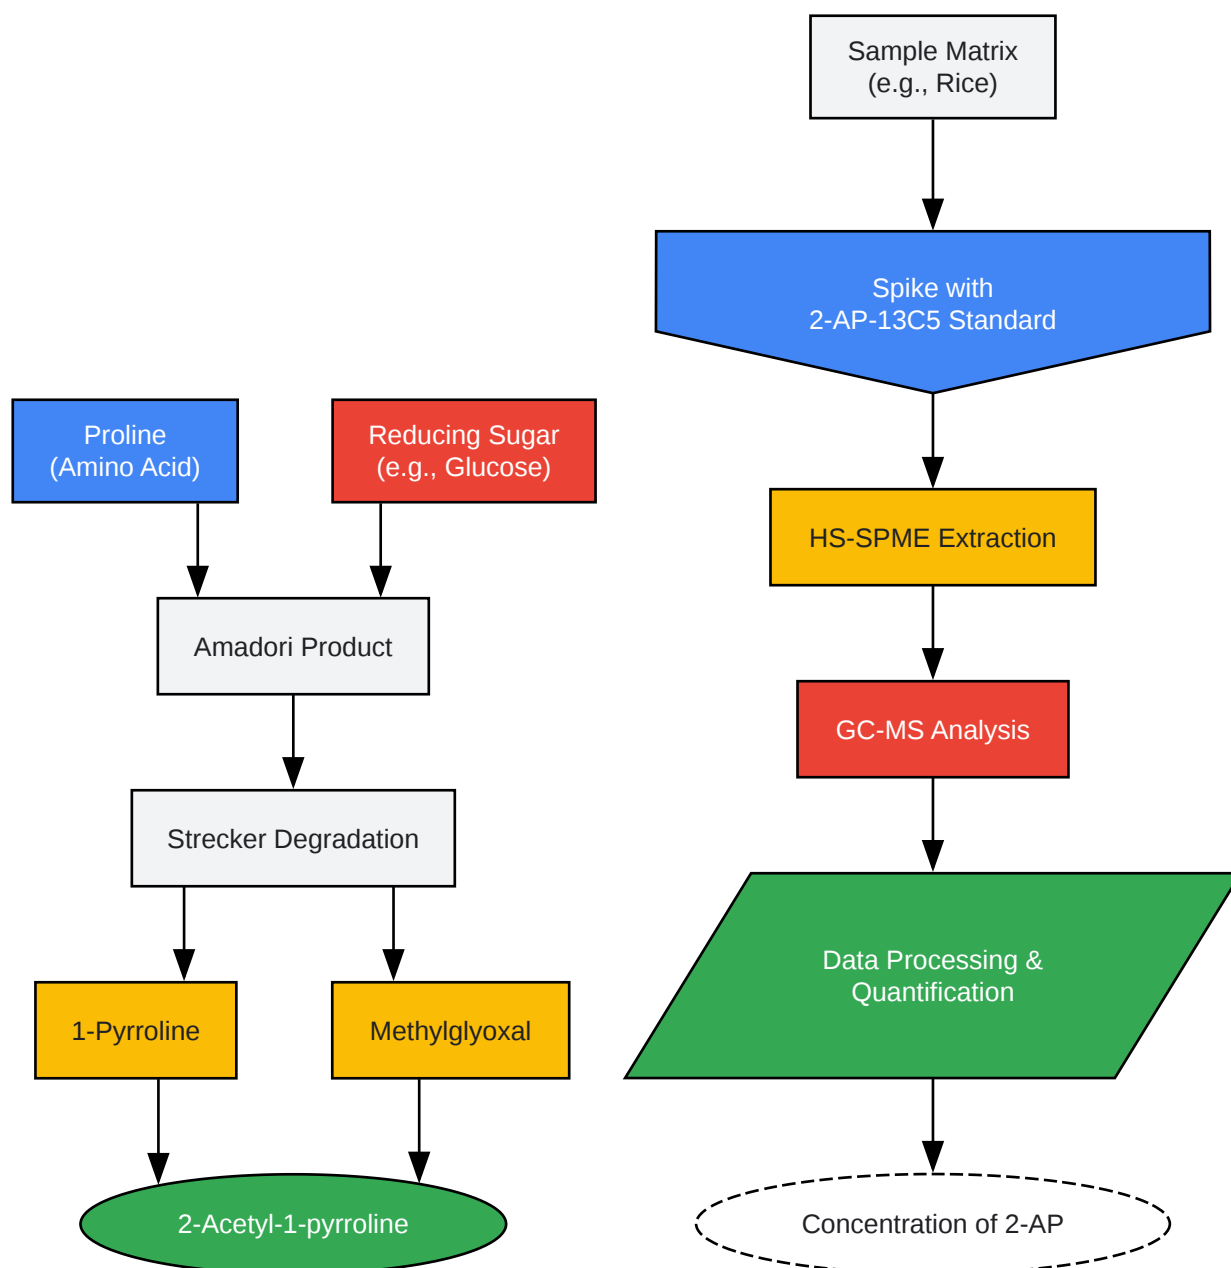 Proline
(Amino Acid)
Reducing Sugar
(e.g., Glucose)
Amadori Product
Strecker Degradation
1-Pyrroline
Methylglyoxal
2-Acetyl-1-pyrroline
Sample Matrix
(e.g., Rice)
Spike with
2-AP-13C5 Standard
HS-SPME Extraction
GC-MS Analysis
Data Processing &
Quantification
Concentration of 2-AP